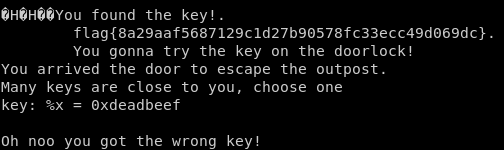 �H�H��You found the key!.
flag{8a29aaf5687129c1d27b90578fc33ecc49d069dc}.
You gonna try the key on the doorlock!
You arrived the door to escape the outpost.
Many keys are close to you, choose one
key: %x = 0xdeadbeef
Oh noo you got the wrong key!